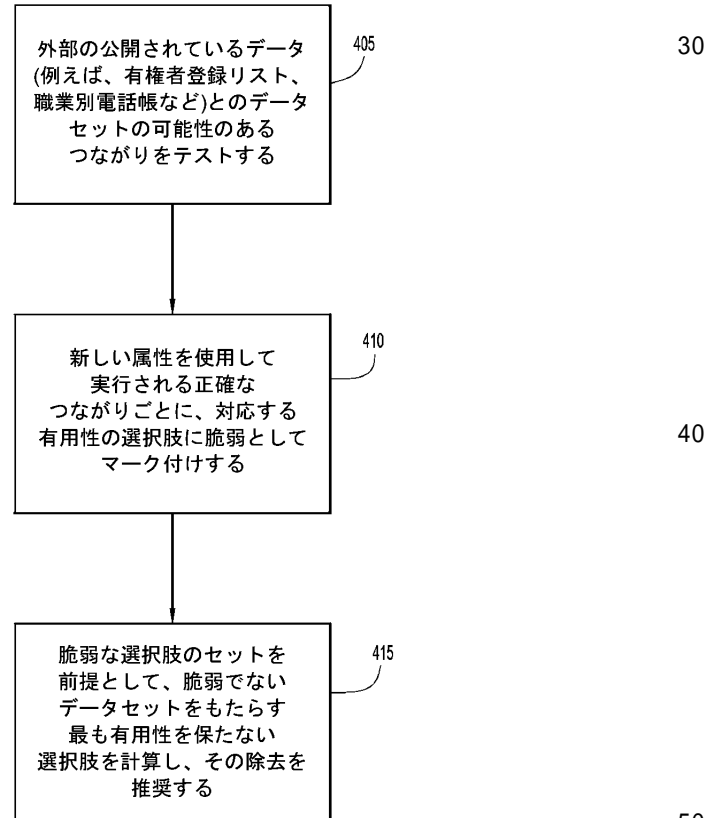 外部の公開されているデータ
(例えば、有権者登録リスト、
職業別電話帳など)とのデータ
セットの可能性のある
つながりをテストする
405
30
新しい属性を使用して
実行される正確な
つながりごとに、対応する
有用性の選択肢に脆弱として
マーク付けする
410
40
脆弱な選択肢のセットを
前提として、脆弱でない
データセットをもたらす
最も有用性を保たない
選択肢を計算し、その除去を
推奨する
415